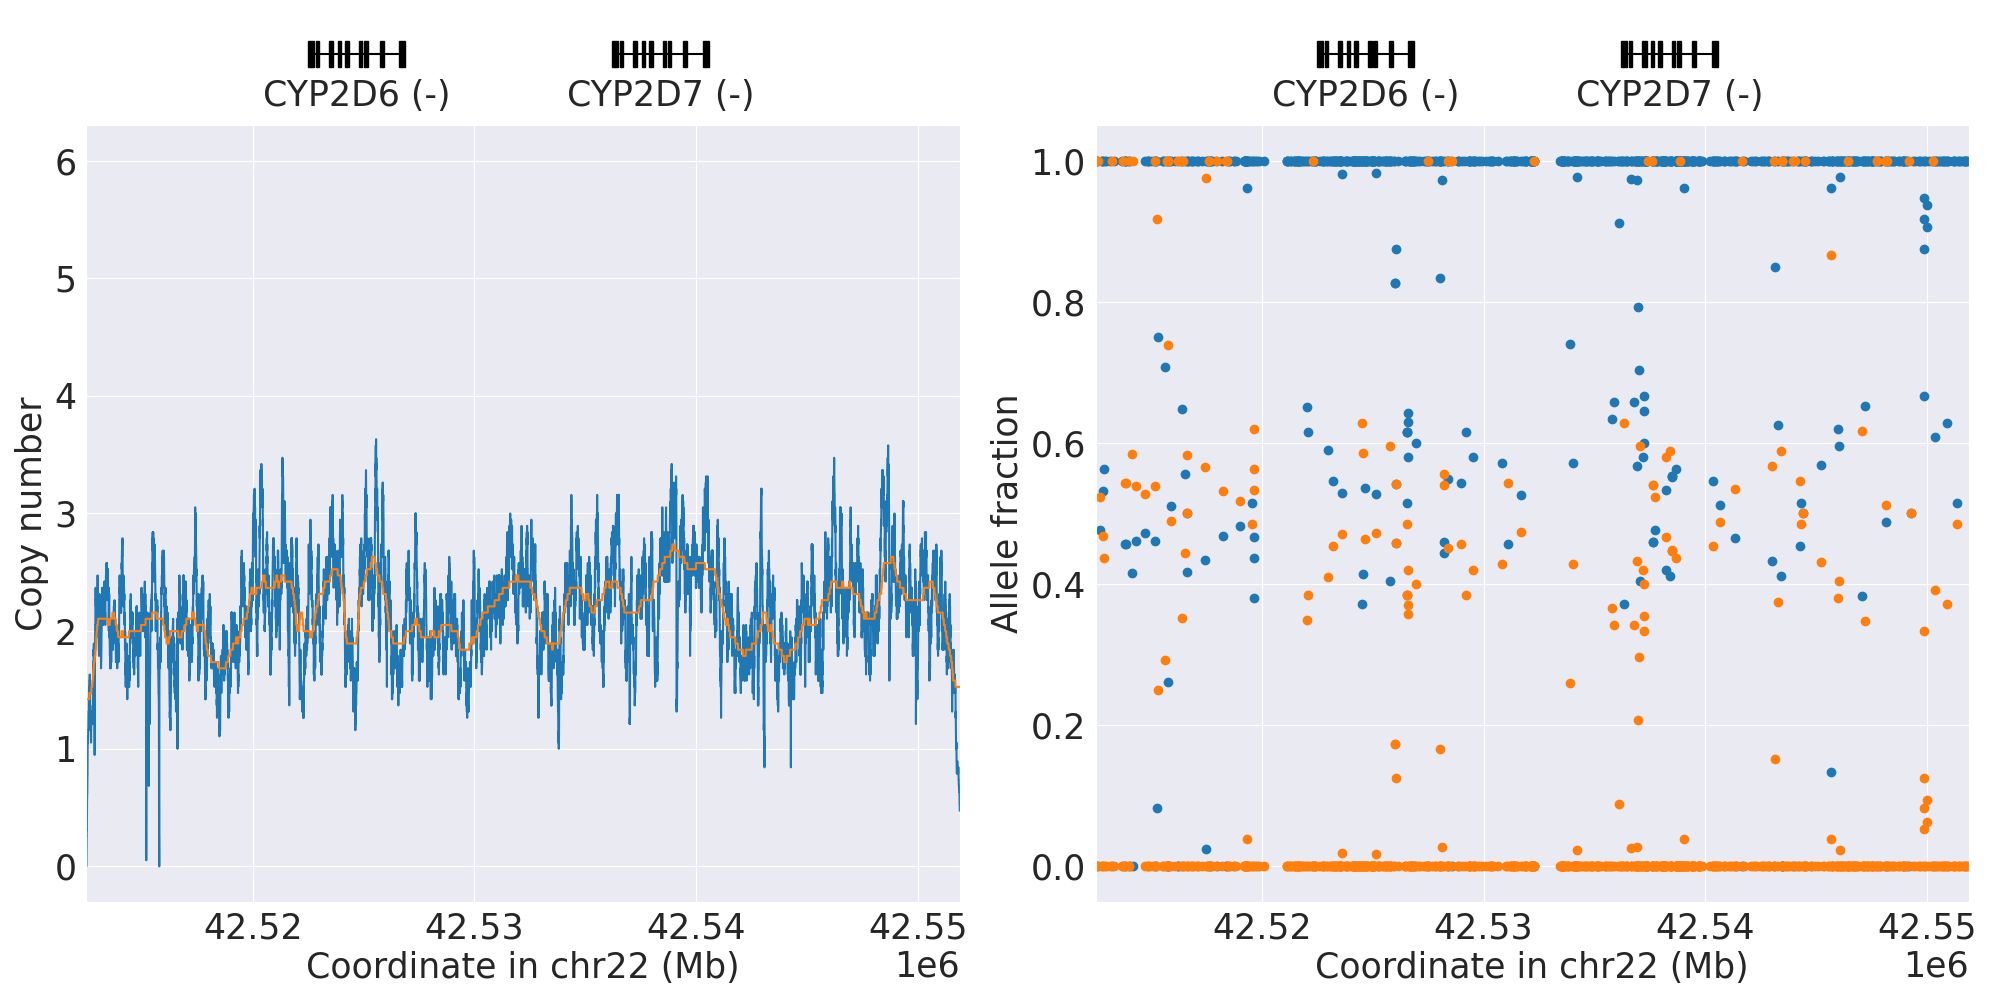 CYP2D6 (-) CYP2D7 (-)
6
5
4
3
2
1
0
Copy number
42.52 42.53 42.54 42.55
Coordinate in chr22 (Mb) 1e6
CYP2D6 (-) CYP2D7 (-)
1.0
0.8
0.6
0.4
0.2
0.0
Allele fraction
42.52 42.53 42.54 42.55
Coordinate in chr22 (Mb) 1e6